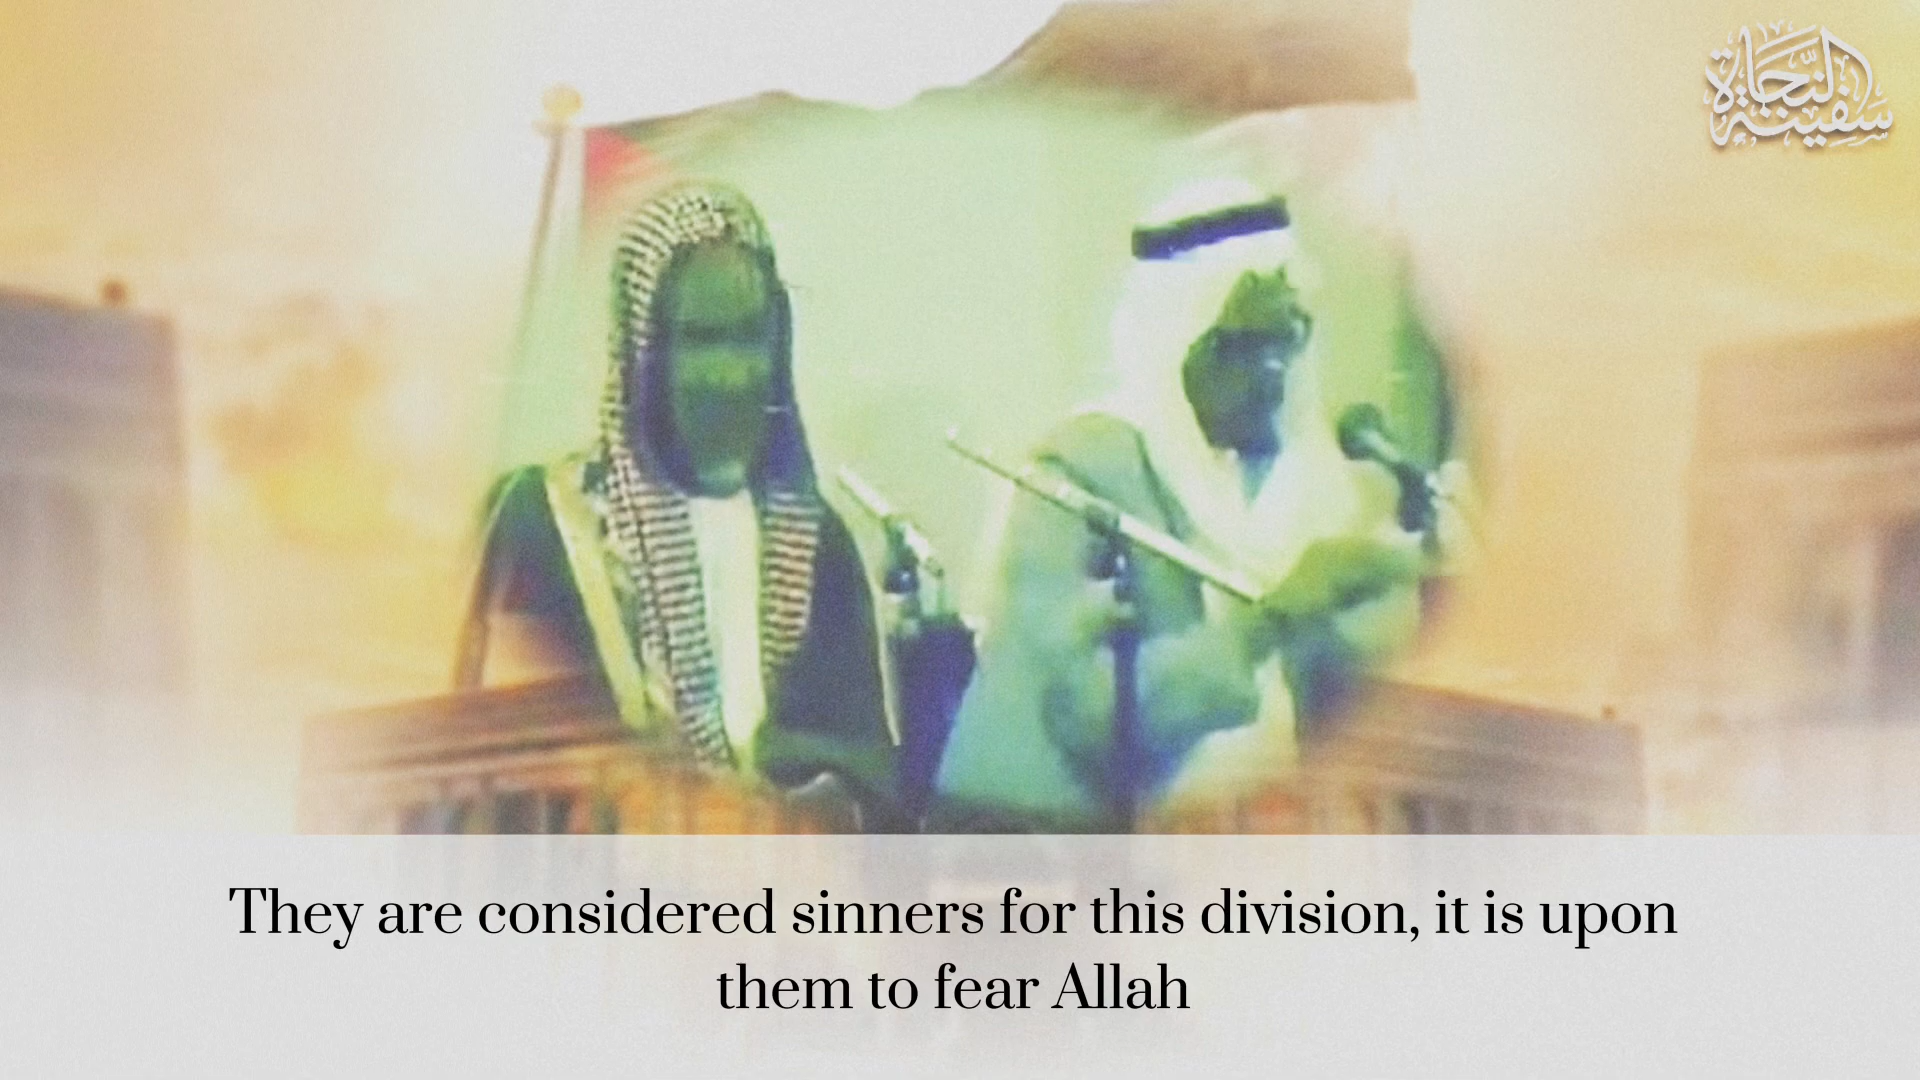 سفينة النجاة
They are considered sinners for this division, it is upon
them to fear Allah